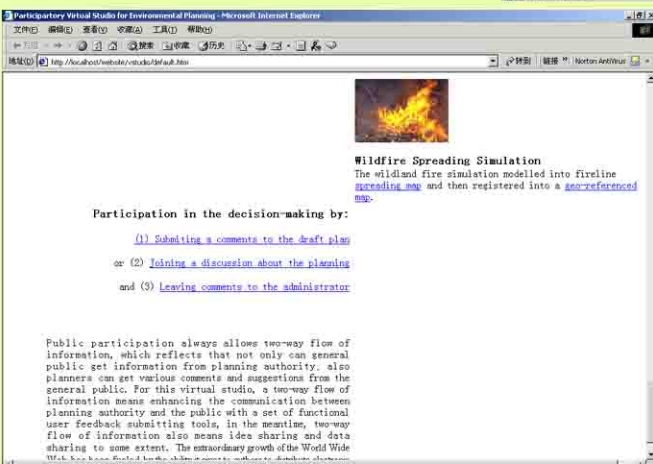 Participartory Virtual Studio for Environmental Planning - Microsoft Internet Explorer
文件(F) 编辑(E) 查看(V) 收藏(A) 工具(T) 帮助(H)
搜索 收藏 历史
地址(D) http://localhost/website/vstudio/default.htm 转到 链接 » Norton AntiVirus
Wildfire Spreading Simulation
The wildland fire simulation modelled into fireline
spreading map and then registered into a geo-referenced
map.
Participation in the decision-making by:
(1) Submiting a comments to the draft plan
or (2) Joining a discussion about the planning
and (3) Leaving comments to the administrator
Public participation always allows two-way flow of
information, which reflects that not only can general
public get information from planning authority, also
planners can get various comments and suggestions from the
general public. For this virtual studio, a two-way flow of
information means enhancing the communication between
planning authority and the public with a set of functional
user feedback submitting tools, in the meantime, two-way
flow of information also means idea sharing and data
sharing to some extent. The extraordinary growth of the World Wide